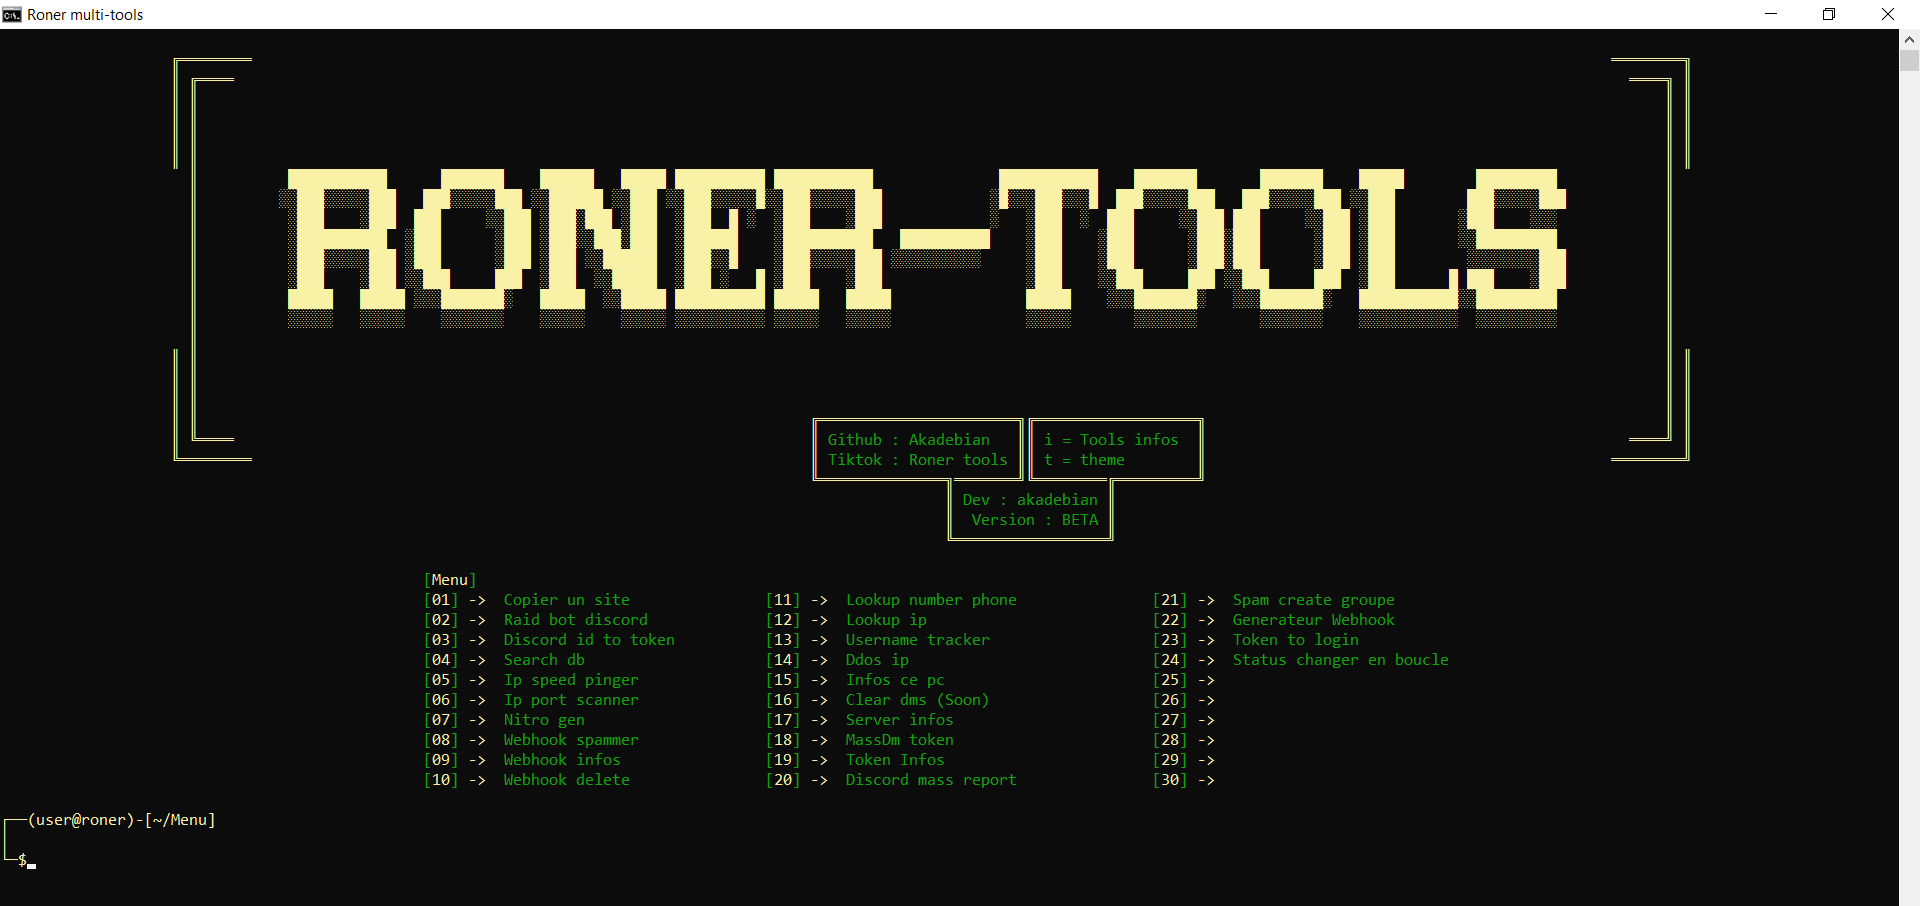 Roner multi-tools
RONER-TOOLS
Github : Akadebian
Tiktok : Roner tools
i = Tools infos
t = theme
Dev : akadebian
Version : BETA
[Menu]
[01] -> Copier un site [11] -> Lookup number phone [21] -> Spam create groupe
[02] -> Raid bot discord [12] -> Lookup ip [22] -> Generateur Webhook
[03] -> Discord id to token [13] -> Username tracker [23] -> Token to login
[04] -> Search db [14] -> Ddos ip [24] -> Status changer en boucle
[05] -> Ip speed pinger [15] -> Infos ce pc [25] ->
[06] -> Ip port scanner [16] -> Clear dms (Soon) [26] ->
[07] -> Nitro gen [17] -> Server infos [27] ->
[08] -> Webhook spammer [18] -> MassDm token [28] ->
[09] -> Webhook infos [19] -> Token Infos [29] ->
[10] -> Webhook delete [20] -> Discord mass report [30] ->
(user@roner)-[~/Menu]
$